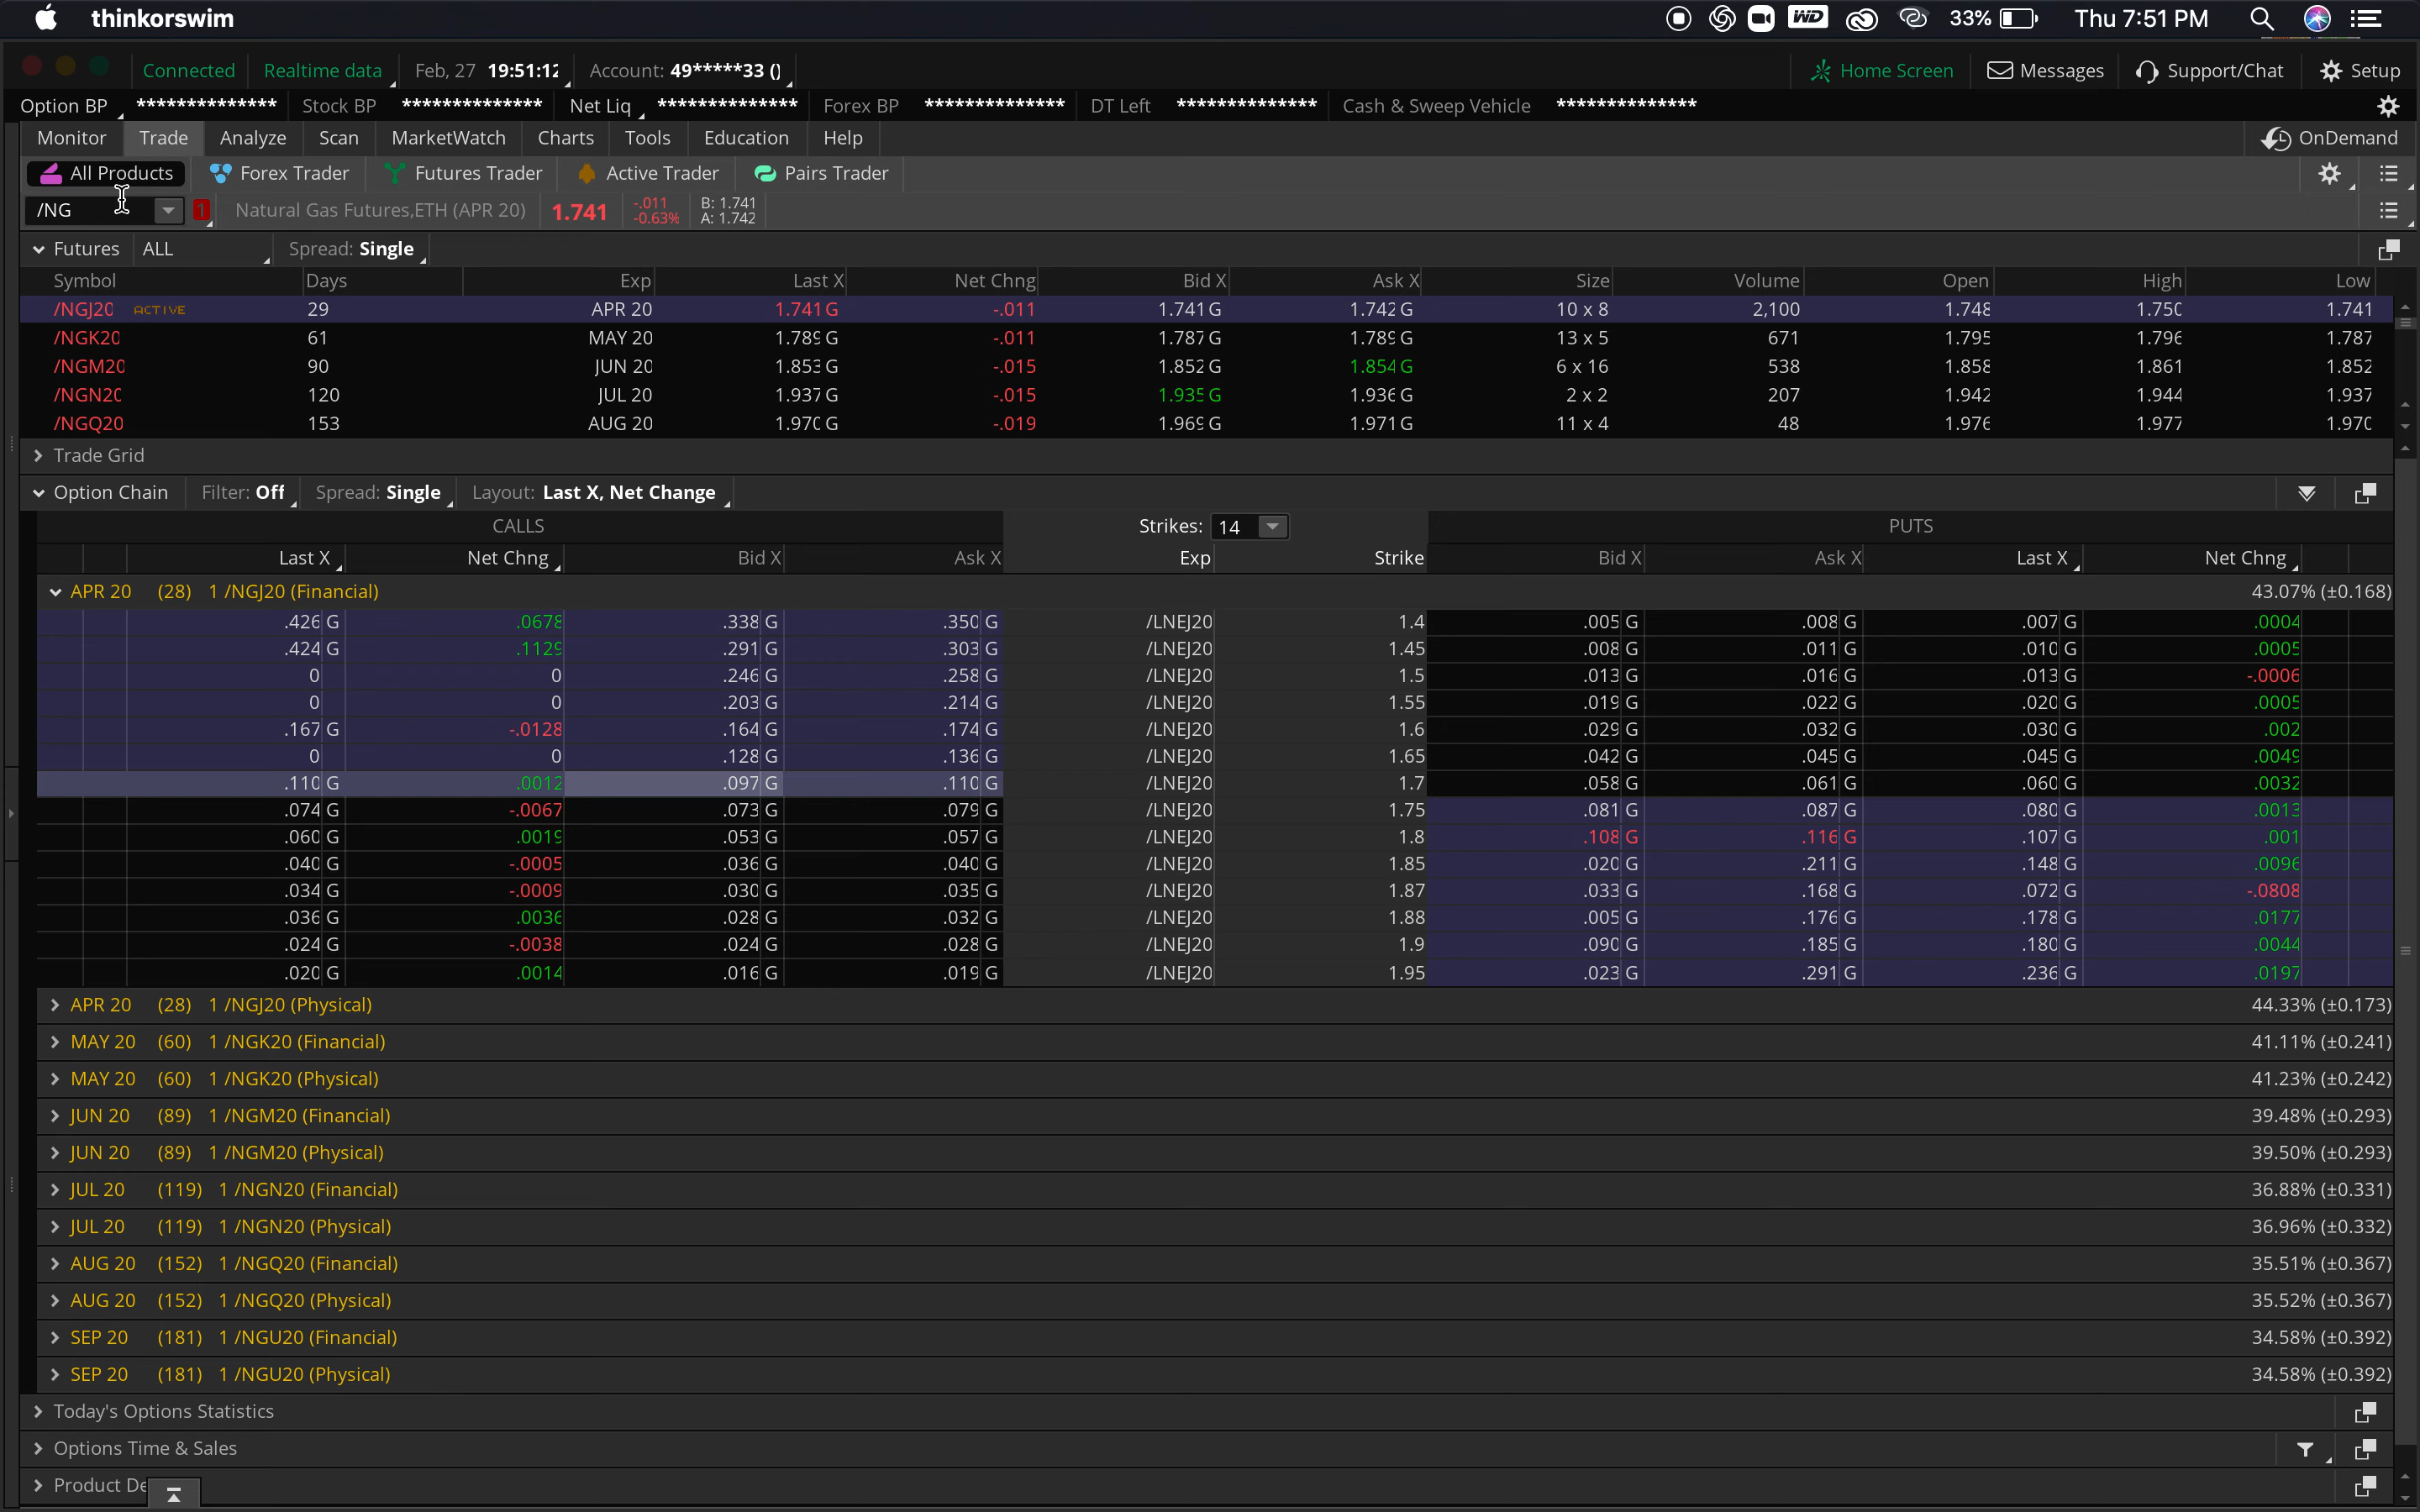 thinkorswim 33% Thu 7:51 PM
Connected Realtime data Feb, 27 19:51:12 Account: 49*****33 () Home Screen Messages Support/Chat Setup
Option BP ************** Stock BP ************** Net Liq ************** Forex BP ************** DT Left ************** Cash & Sweep Vehicle **************
Monitor Trade Analyze Scan MarketWatch Charts Tools Education Help OnDemand
All Products Forex Trader Futures Trader Active Trader Pairs Trader
/NG 1 Natural Gas Futures,ETH (APR 20) 1.741 -.011 B: 1.741
-0.63% A: 1.742
Futures ALL Spread: Single
Symbol Days Exp Last X Net Chng Bid X Ask X Size Volume Open High Low
/NGJ20 ACTIVE 29 APR 20 1.741 G -.011 1.741 G 1.742 G 10 x 8 2,100 1.748 1.750 1.741
/NGK20 61 MAY 20 1.789 G -.011 1.787 G 1.789 G 13 x 5 671 1.795 1.796 1.787
/NGM20 90 JUN 20 1.853 G -.015 1.852 G 1.854 G 6 x 16 538 1.858 1.861 1.852
/NGN20 120 JUL 20 1.937 G -.015 1.935 G 1.936 G 2 x 2 207 1.942 1.944 1.937
/NGQ20 153 AUG 20 1.970 G -.019 1.969 G 1.971 G 11 x 4 48 1.976 1.977 1.970
Trade Grid
Option Chain Filter: Off Spread: Single Layout: Last X, Net Change
CALLS Strikes: 14 PUTS
Last X Net Chng Bid X Ask X Exp Strike Bid X Ask X Last X Net Chng
APR 20 (28) 1 /NGJ20 (Financial) 43.07% (±0.168)
.426 G .0678 .338 G .350 G /LNEJ20 1.4 .005 G .008 G .007 G .0004
.424 G .1129 .291 G .303 G /LNEJ20 1.45 .008 G .011 G .010 G .0005
0 0 .246 G .258 G /LNEJ20 1.5 .013 G .016 G .013 G -.0006
0 0 .203 G .214 G /LNEJ20 1.55 .019 G .022 G .020 G .0005
.167 G -.0128 .164 G .174 G /LNEJ20 1.6 .029 G .032 G .030 G .002
0 0 .128 G .136 G /LNEJ20 1.65 .042 G .045 G .045 G .0049
.110 G .0012 .097 G .110 G /LNEJ20 1.7 .058 G .061 G .060 G .0032
.074 G -.0067 .073 G .079 G /LNEJ20 1.75 .081 G .087 G .080 G .0013
.060 G .0019 .053 G .057 G /LNEJ20 1.8 .108 G .116 G .107 G .001
.040 G -.0005 .036 G .040 G /LNEJ20 1.85 .020 G .211 G .148 G .0096
.034 G -.0009 .030 G .035 G /LNEJ20 1.87 .033 G .168 G .072 G -.0808
.036 G .0036 .028 G .032 G /LNEJ20 1.88 .005 G .176 G .178 G .0177
.024 G -.0038 .024 G .028 G /LNEJ20 1.9 .090 G .185 G .180 G .0044
.020 G .0014 .016 G .019 G /LNEJ20 1.95 .023 G .291 G .236 G .0197
APR 20 (28) 1 /NGJ20 (Physical) 44.33% (±0.173)
MAY 20 (60) 1 /NGK20 (Financial) 41.11% (±0.241)
MAY 20 (60) 1 /NGK20 (Physical) 41.23% (±0.242)
JUN 20 (89) 1 /NGM20 (Financial) 39.48% (±0.293)
JUN 20 (89) 1 /NGM20 (Physical) 39.50% (±0.293)
JUL 20 (119) 1 /NGN20 (Financial) 36.88% (±0.331)
JUL 20 (119) 1 /NGN20 (Physical) 36.96% (±0.332)
AUG 20 (152) 1 /NGQ20 (Financial) 35.51% (±0.367)
AUG 20 (152) 1 /NGQ20 (Physical) 35.52% (±0.367)
SEP 20 (181) 1 /NGU20 (Financial) 34.58% (±0.392)
SEP 20 (181) 1 /NGU20 (Physical) 34.58% (±0.392)
Today's Options Statistics
Options Time & Sales
Product De